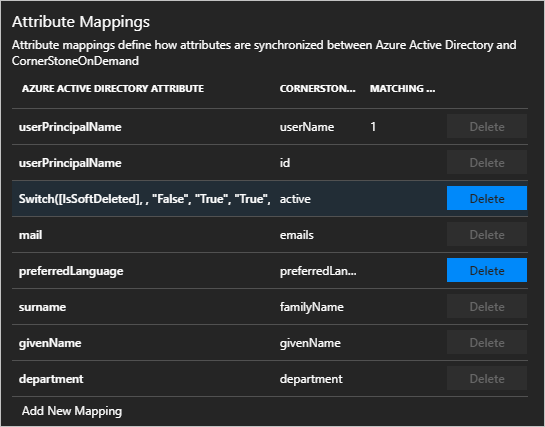 Attribute Mappings
Attribute mappings define how attributes are synchronized between Azure Active Directory and
CornerStoneOnDemand
AZURE ACTIVE DIRECTORY ATTRIBUTE CORNERSTON... MATCHING ...
userPrincipalName userName 1 Delete
userPrincipalName id Delete
Switch([IsSoftDeleted], , "False", "True", "True", active Delete
mail emails Delete
preferredLanguage preferredLan... Delete
surname familyName Delete
givenName givenName Delete
department department Delete
Add New Mapping